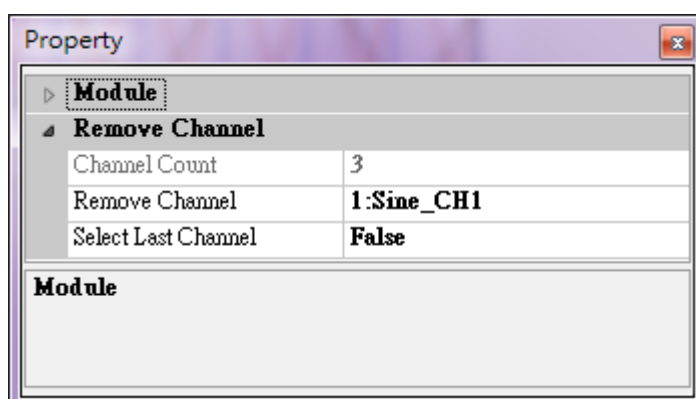 Property
Module
Remove Channel
Channel Count 3
Remove Channel 1:Sine_CH1
Select Last Channel False
Module